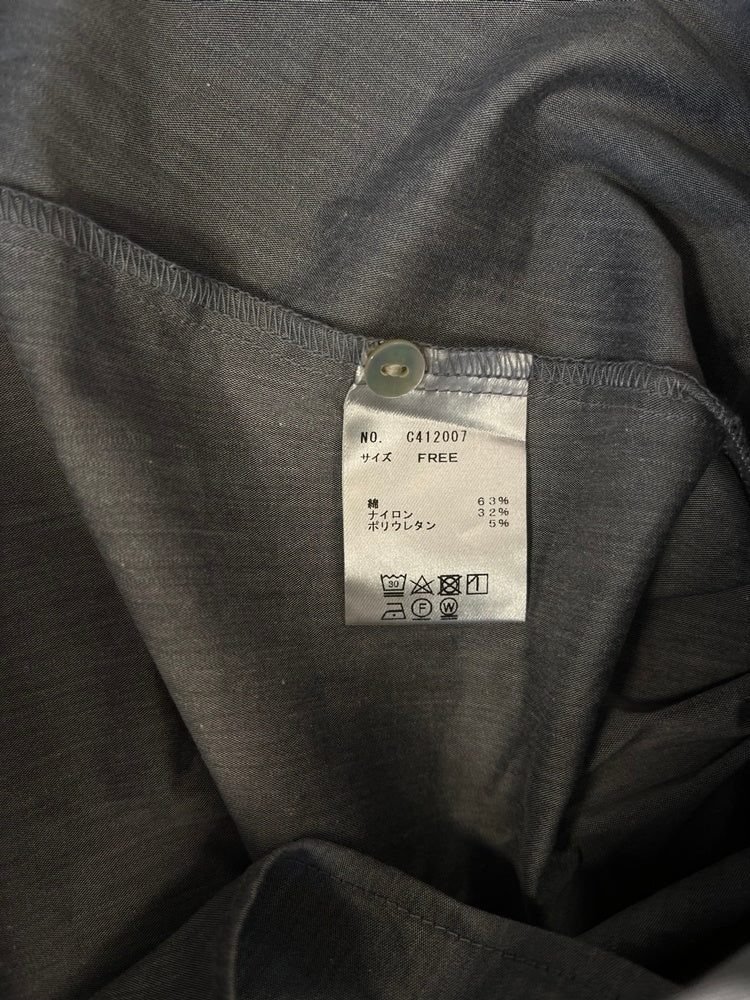 NO. C412007
サイズ FREE
綿 63%
ナイロン 32%
ポリウレタン 5%
30
F W